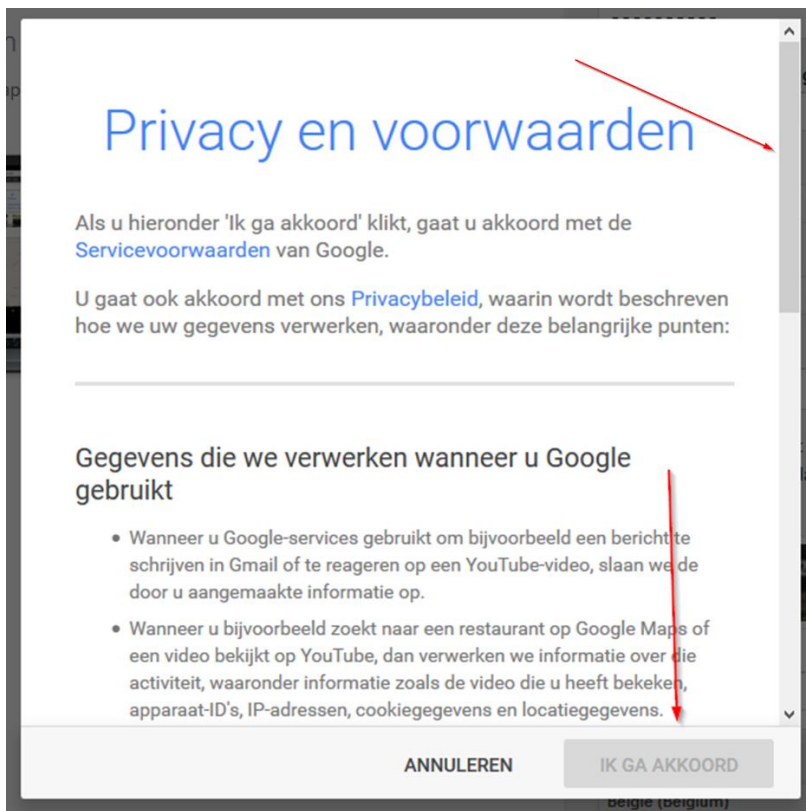 Privacy en voorwaarden
Als u hieronder 'Ik ga akkoord' klikt, gaat u akkoord met de
Servicevoorwaarden van Google.
U gaat ook akkoord met ons Privacybeleid, waarin wordt beschreven
hoe we uw gegevens verwerken, waaronder deze belangrijke punten:
Gegevens die we verwerken wanneer u Google
gebruikt
• Wanneer u Google-services gebruikt om bijvoorbeeld een bericht te
schrijven in Gmail of te reageren op een YouTube-video, slaan we de
door u aangemaakte informatie op.
• Wanneer u bijvoorbeeld zoekt naar een restaurant op Google Maps of
een video bekijkt op YouTube, dan verwerken we informatie over die
activiteit, waaronder informatie zoals de video die u heeft bekeken,
apparaat-ID's, IP-adressen, cookiegegevens en locatiegegevens.
ANNULEREN
IK GA AKKOORD
België (Belgium)